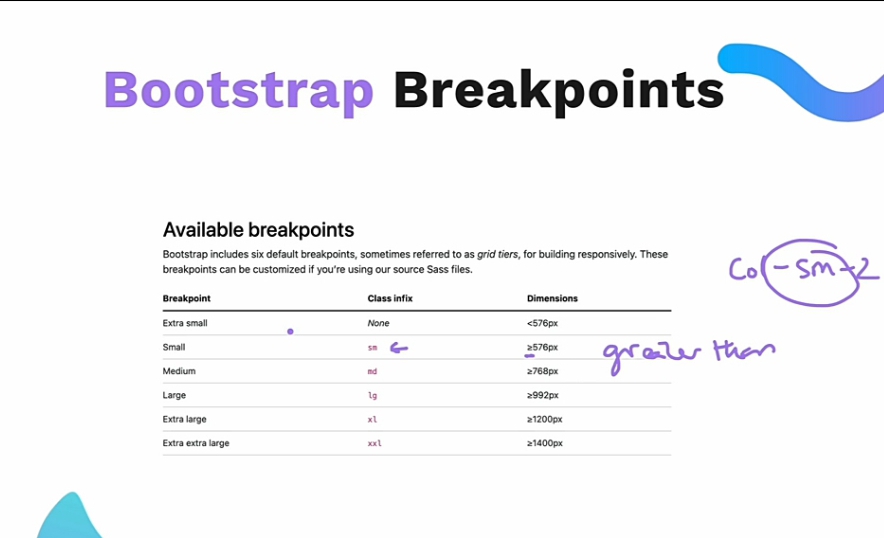 Bootstrap Breakpoints
Available breakpoints
Bootstrap includes six default breakpoints, sometimes referred to as grid tiers, for building responsively. These
breakpoints can be customized if you're using our source Sass files.
Breakpoint Class infix Dimensions
Extra small None <576px
Small sm ≥576px
Medium md ≥768px
Large lg ≥992px
Extra large xl ≥1200px
Extra extra large xxl ≥1400px
Col-sm-2
greater than